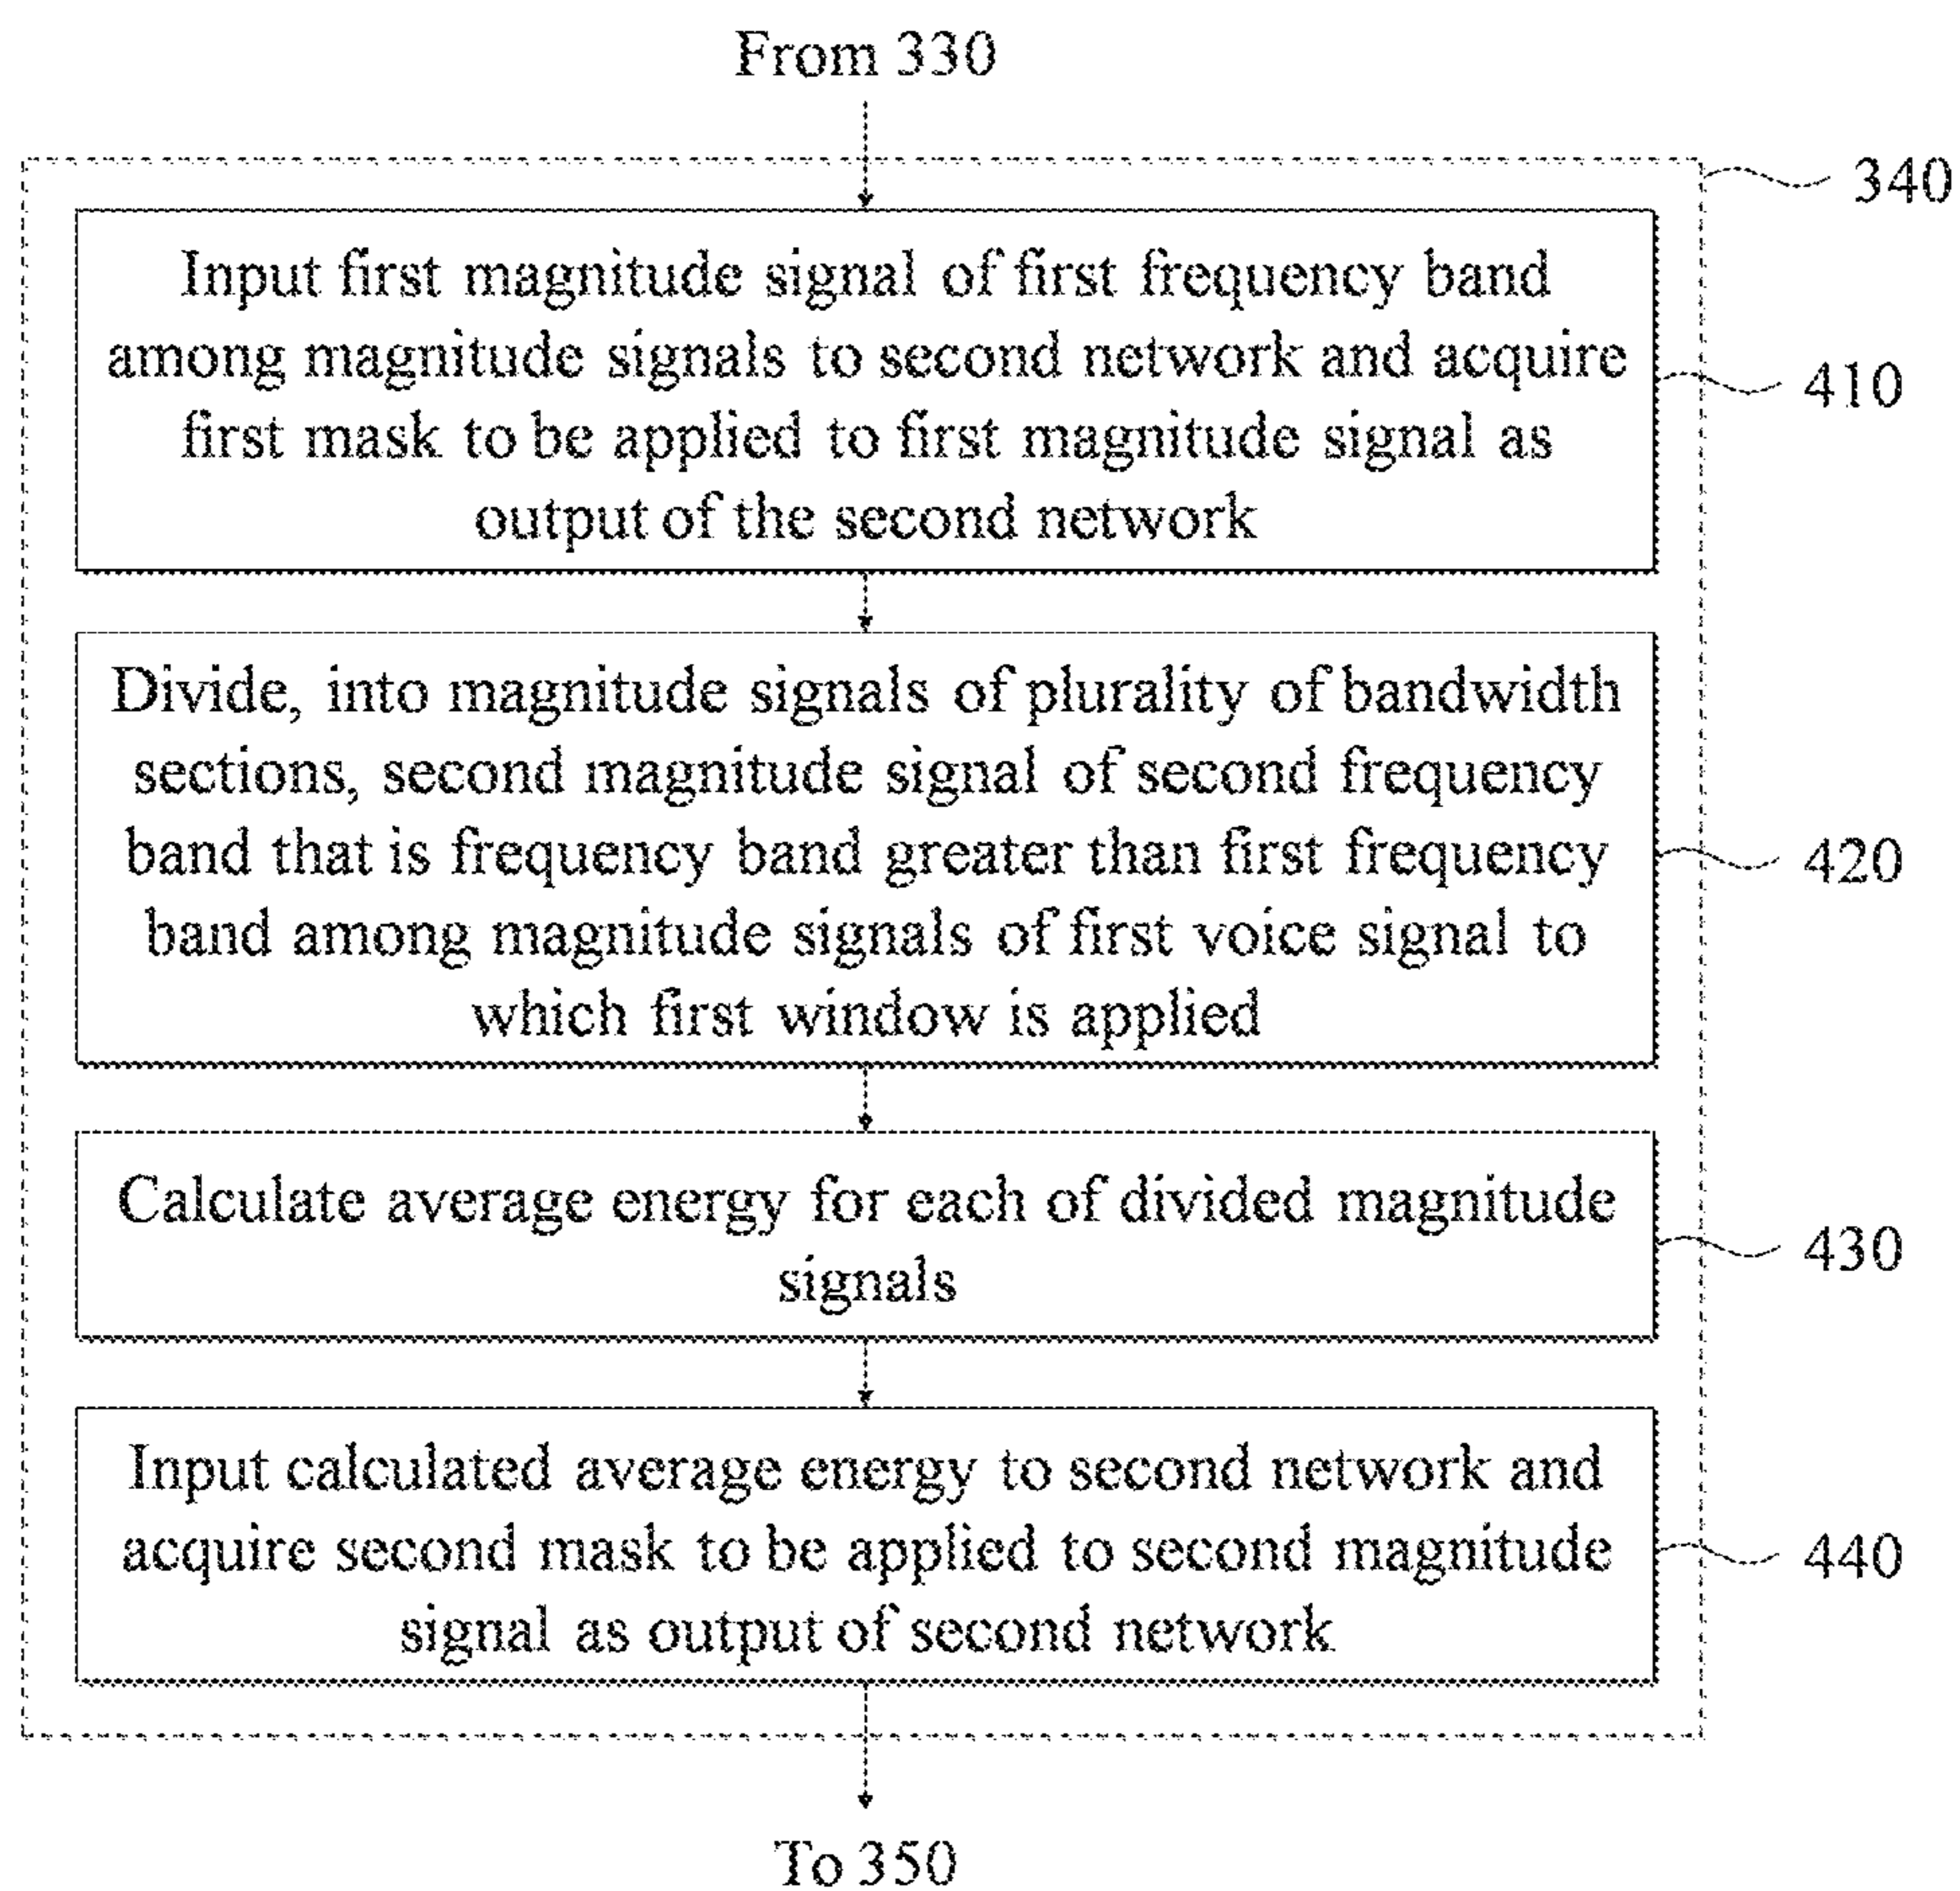 From 330
340
Input first magnitude signal of first frequency band
among magnitude signals to second network and acquire
first mask to be applied to first magnitude signal as
output of the second network
410
Divide, into magnitude signals of plurality of bandwidth
sections, second magnitude signal of second frequency
band that is frequency band greater than first frequency
band among magnitude signals of first voice signal to
which first window is applied
420
Calculate average energy for each of divided magnitude
signals
430
Input calculated average energy to second network and
acquire second mask to be applied to second magnitude
signal as output of second network
440
To 350